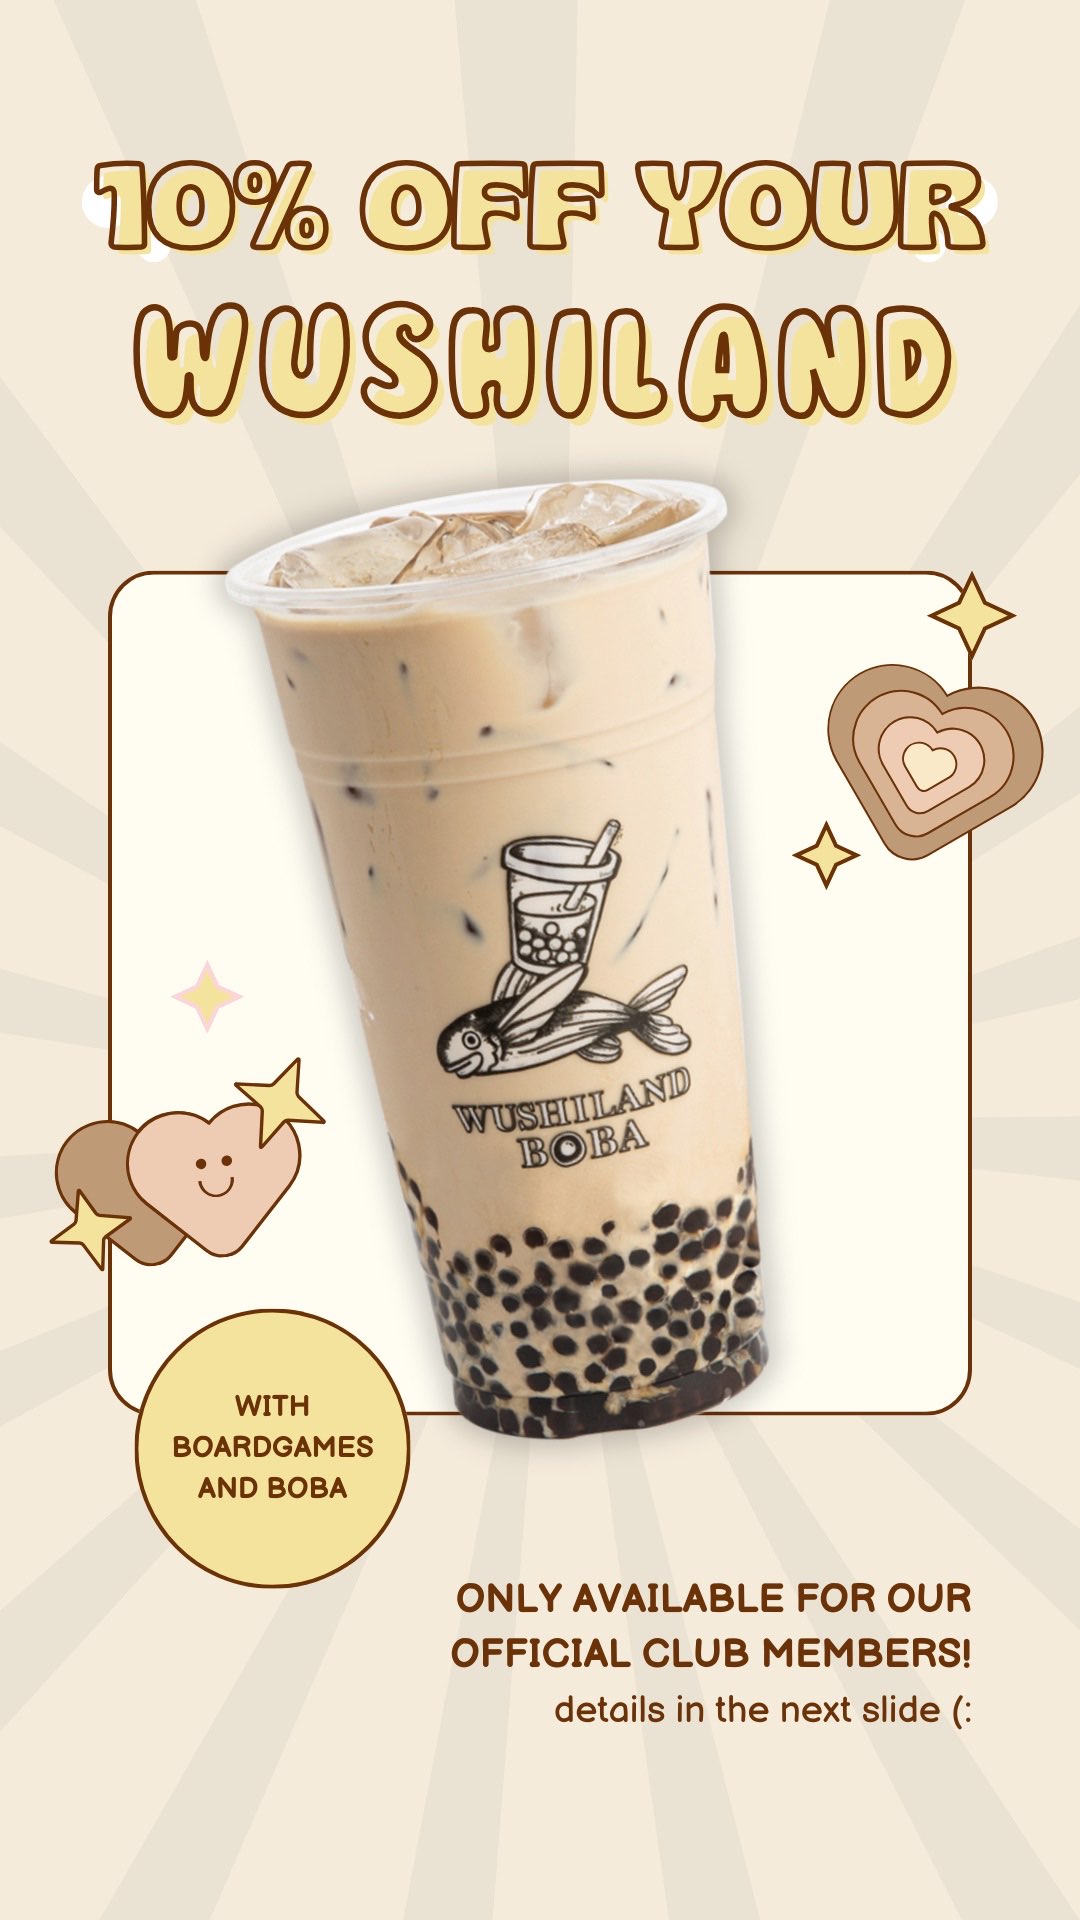 10% OFF YOUR
WUSHILAND
WUSHILAND
BOBA
WITH
BOARDGAMES
AND BOBA
ONLY AVAILABLE FOR OUR
OFFICIAL CLUB MEMBERS!
details in the next slide (: